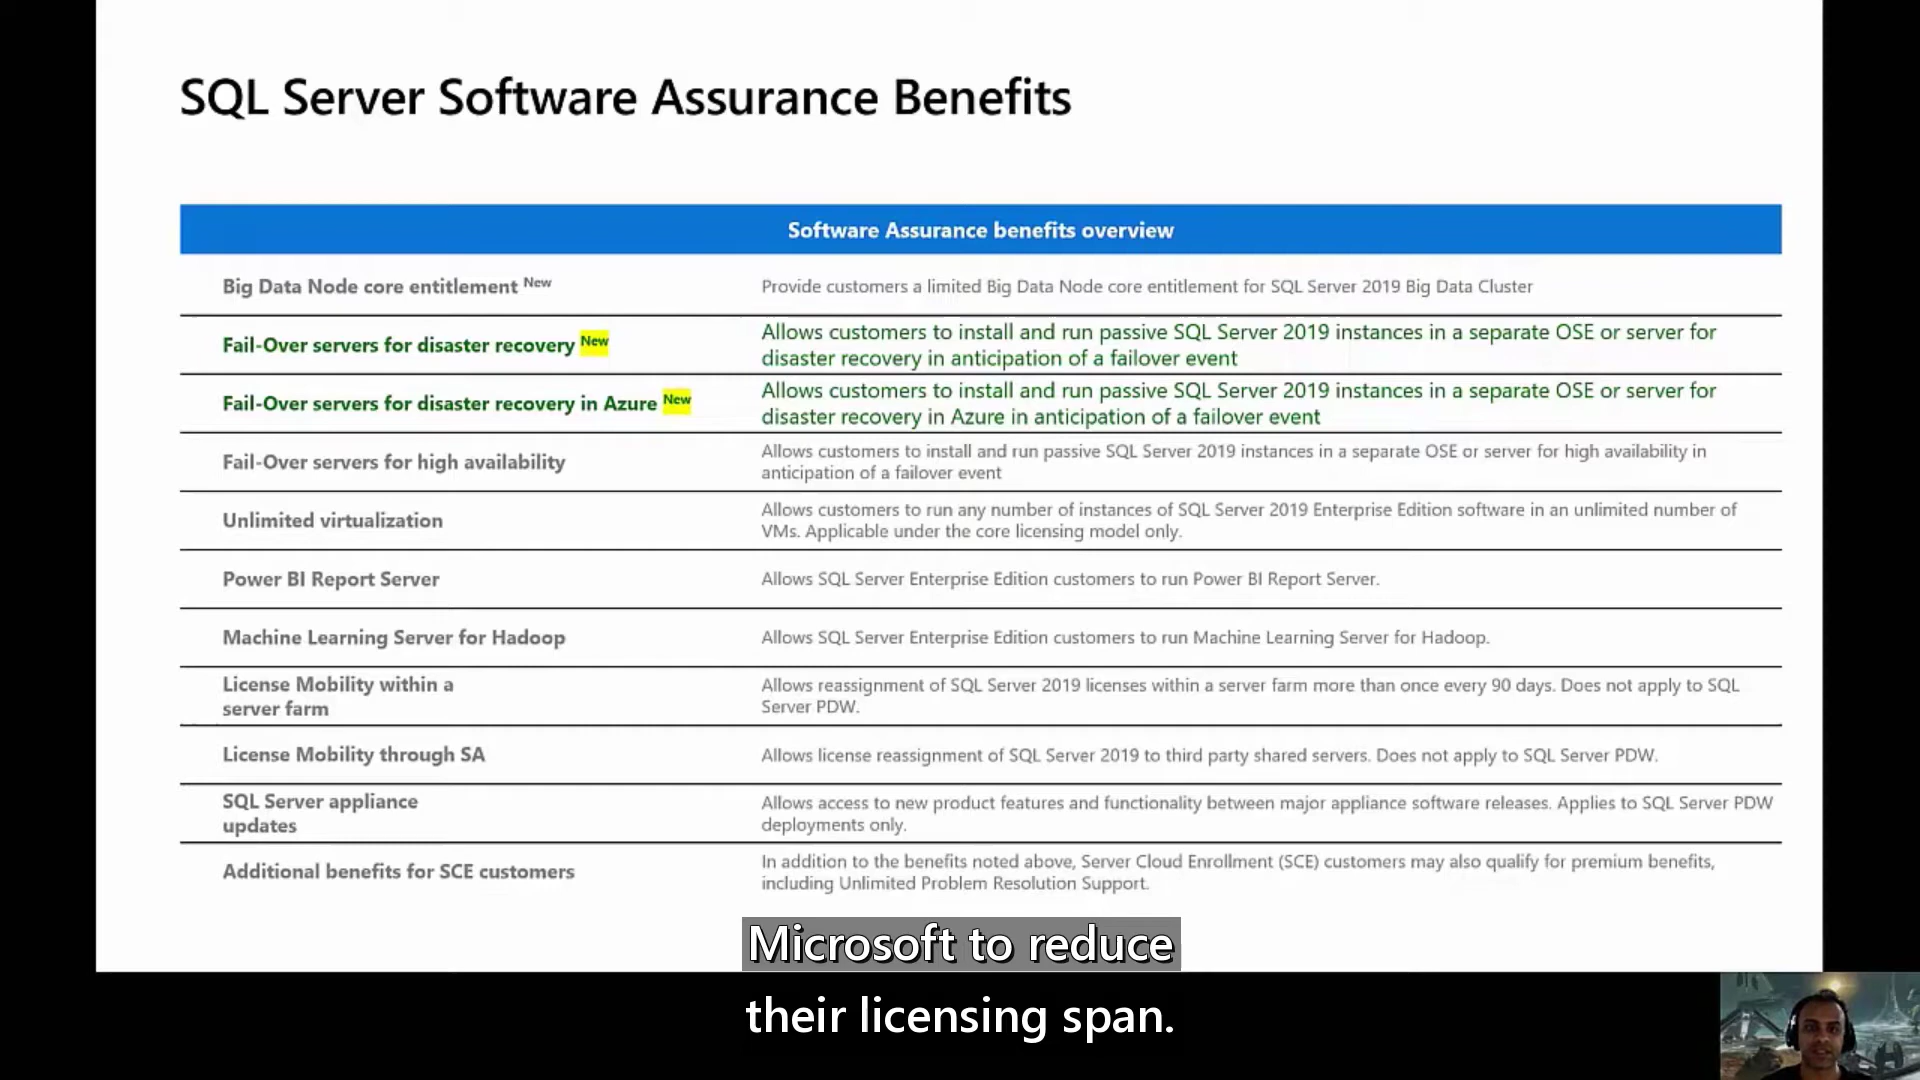 SQL Server Software Assurance Benefits
Software Assurance benefits overview
Big Data Node core entitlement New
Provide customers a limited Big Data Node core entitlement for SQL Server 2019 Big Data Cluster
Fail-Over servers for disaster recovery New
Allows customers to install and run passive SQL Server 2019 instances in a separate OSE or server for
disaster recovery in anticipation of a failover event
Fail-Over servers for disaster recovery in Azure New
Allows customers to install and run passive SQL Server 2019 instances in a separate OSE or server for
disaster recovery in Azure in anticipation of a failover event
Fail-Over servers for high availability
Allows customers to install and run passive SQL Server 2019 instances in a separate OSE or server for high availability in
anticipation of a failover event
Unlimited virtualization
Allows customers to run any number of instances of SQL Server 2019 Enterprise Edition software in an unlimited number of
VMs. Applicable under the core licensing model only.
Power BI Report Server
Allows SQL Server Enterprise Edition customers to run Power BI Report Server.
Machine Learning Server for Hadoop
Allows SQL Server Enterprise Edition customers to run Machine Learning Server for Hadoop.
License Mobility within a
server farm
Allows reassignment of SQL Server 2019 licenses within a server farm more than once every 90 days. Does not apply to SQL
Server PDW.
License Mobility through SA
Allows license reassignment of SQL Server 2019 to third party shared servers. Does not apply to SQL Server PDW.
SQL Server appliance
updates
Allows access to new product features and functionality between major appliance software releases. Applies to SQL Server PDW
deployments only.
Additional benefits for SCE customers
In addition to the benefits noted above, Server Cloud Enrollment (SCE) customers may also qualify for premium benefits,
including Unlimited Problem Resolution Support.
Microsoft to reduce
their licensing span.